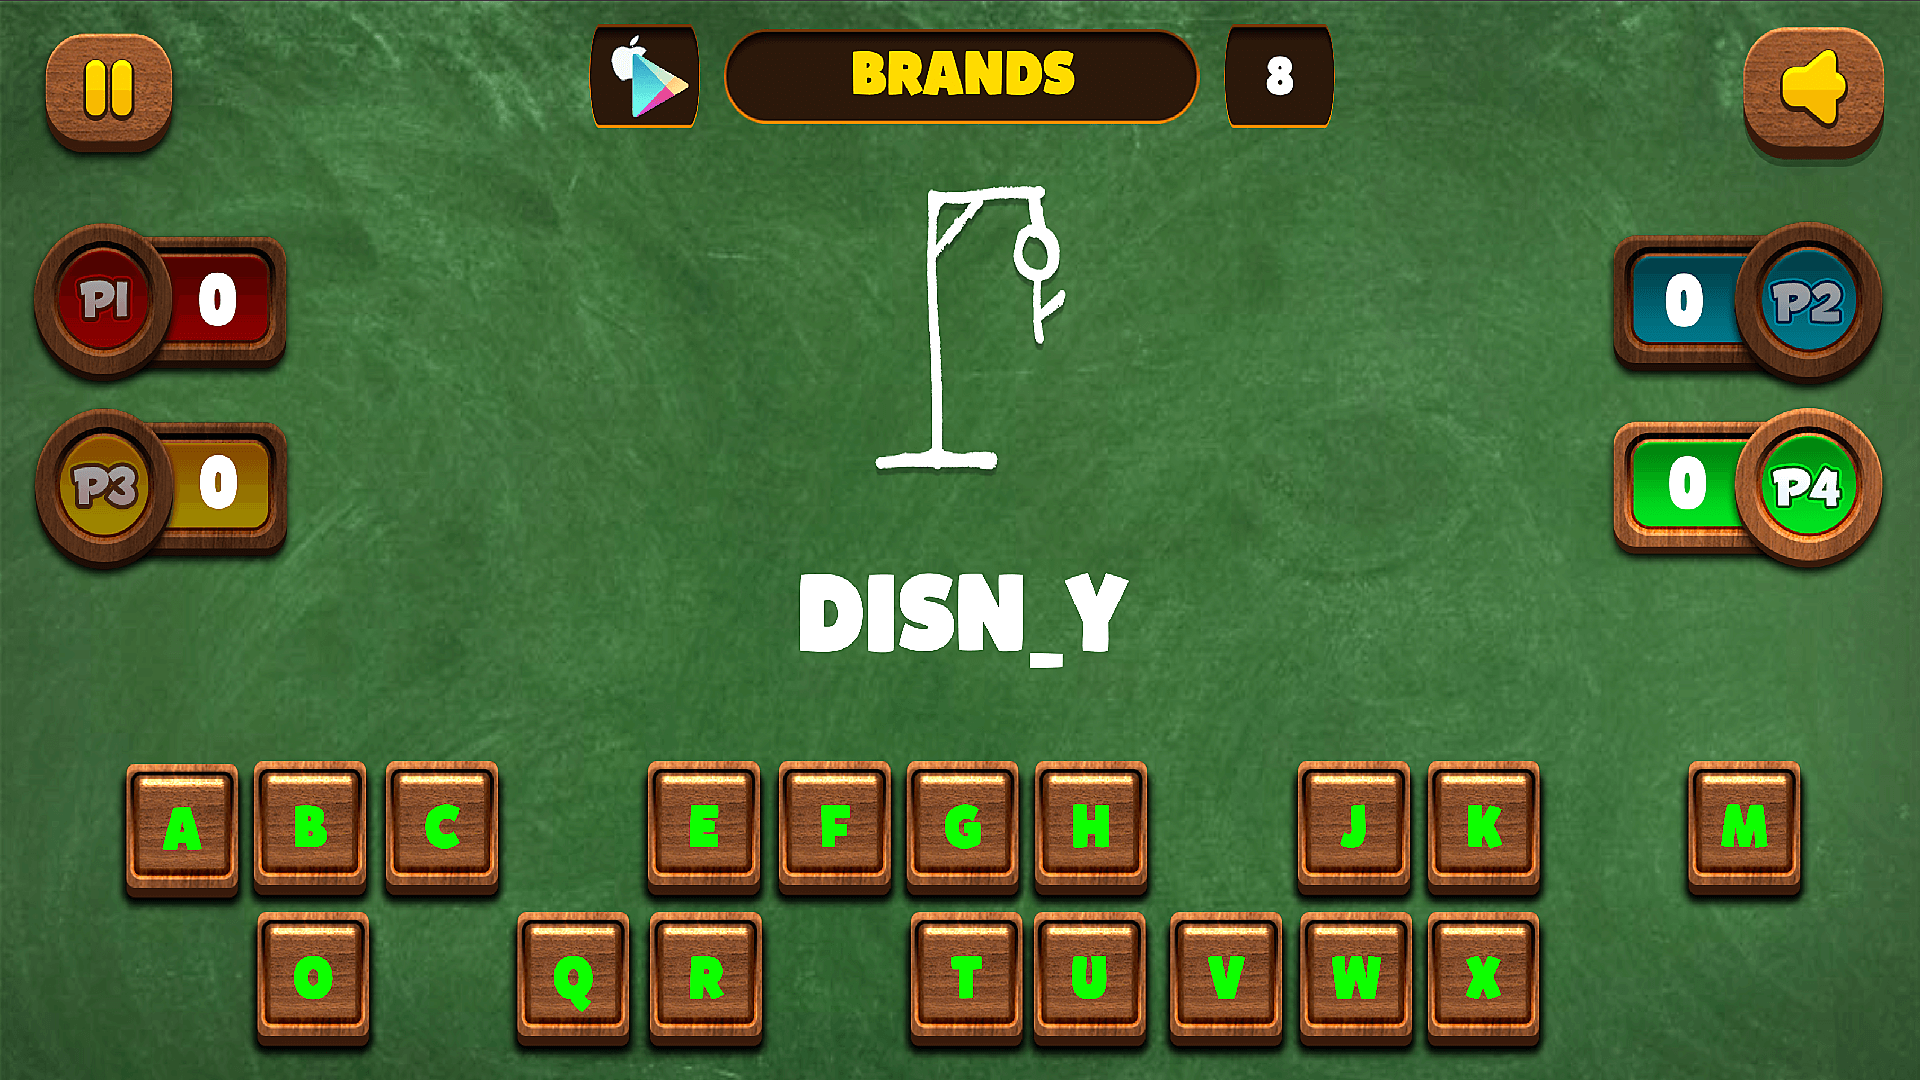 BRANDS 8
P1 0
0 P2
P3 0
0 P4
DISN_Y
A B C E F G H J K M
O Q R T U V W X